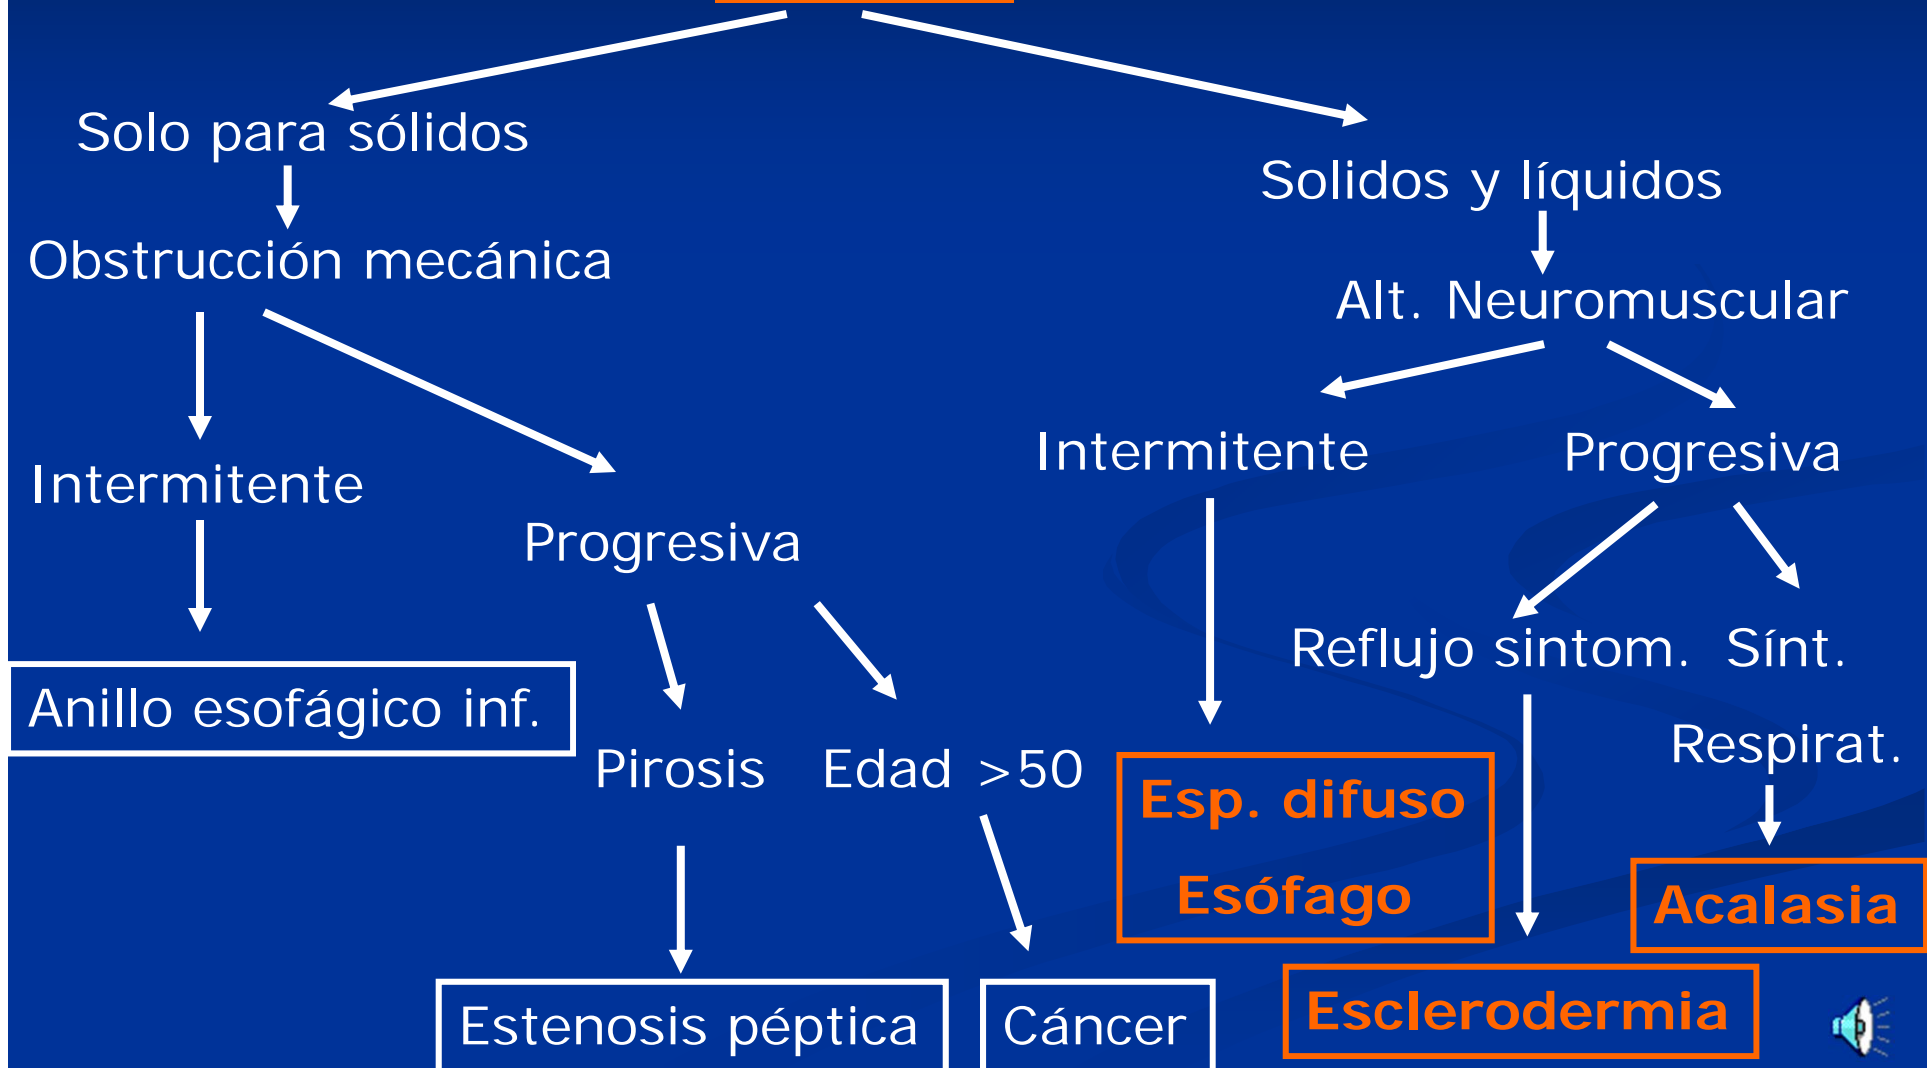 Solo para sólidos
Solidos y líquidos
Obstrucción mecánica
Alt. Neuromuscular
Intermitente
Progresiva
Intermitente
Progresiva
Reflujo sintom.
Sínt.
Respirat.
Anillo esofágico inf.
Pirosis
Edad >50
Esp. difuso
Esófago
Acalasia
Esclerodermia
Estenosis péptica
Cáncer